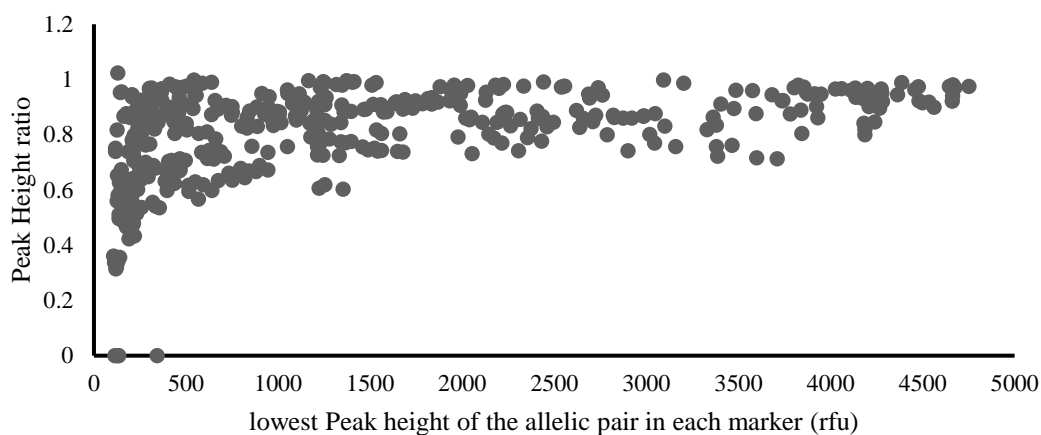 1.2
1
0.8
0.6
0.4
0.2
0
Peak Height ratio
0 500 1000 1500 2000 2500 3000 3500 4000 4500 5000
lowest Peak height of the allelic pair in each marker (rfu)